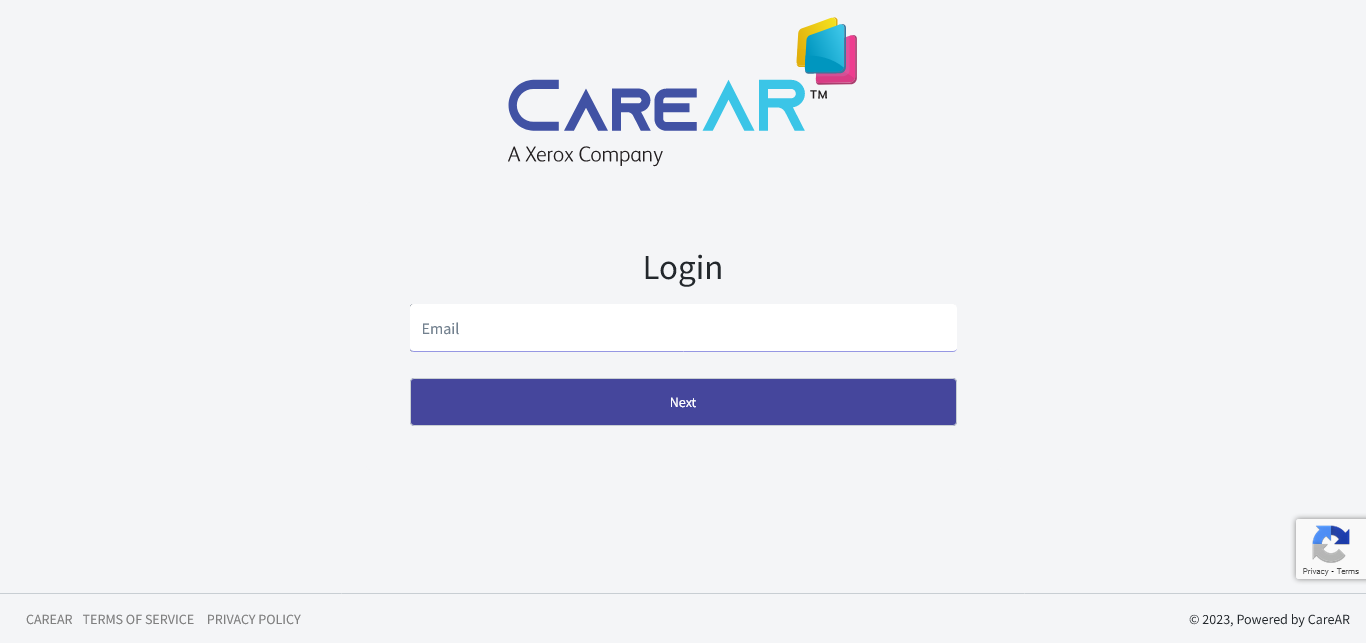 CAREAR™
A Xerox Company
Login
Email
Next
Privacy - Terms
CAREAR TERMS OF SERVICE PRIVACY POLICY
© 2023, Powered by CareAR